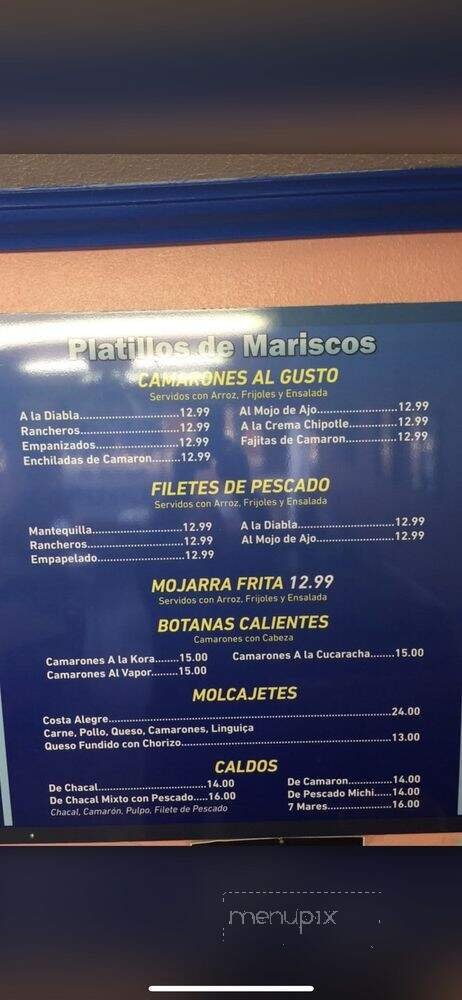 Platillos de Mariscos
CAMARONES AL GUSTO
Servidos con Arroz, Frijoles y Ensalada
A la Diabla............................12.99
Rancheros............................12.99
Empanizados........................12.99
Enchiladas de Camaron........12.99
Al Mojo de Ajo......................12.99
A la Crema Chipotle.............12.99
Fajitas de Camaron..............12.99
FILETES DE PESCADO
Servidos con Arroz, Frijoles y Ensalada
Mantequilla..........................12.99
Rancheros............................12.99
Empapelado.........................12.99
A la Diabla...........................12.99
Al Mojo de Ajo.....................12.99
MOJARRA FRITA 12.99
Servidos con Arroz, Frijoles y Ensalada
BOTANAS CALIENTES
Camarones con Cabeza
Camarones A la Kora........15.00
Camarones Al Vapor.......15.00
Camarones A la Cucaracha.......15.00
MOLCAJETES
Costa Alegre......................................................24.00
Carne, Pollo, Queso, Camarones, Linguiça
Queso Fundido con Chorizo.............................13.00
CALDOS
De Chacal.............................14.00
De Chacal Mixto con Pescado.....16.00
Chacal, Camarón, Pulpo, Filete de Pescado
De Camaron............14.00
De Pescado Michi.....14.00
7 Mares...................16.00
menupix